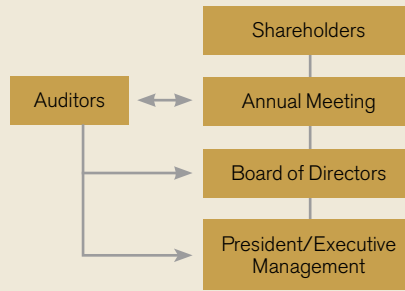 Shareholders
Auditors
Annual Meeting
Board of Directors
President/Executive
Management